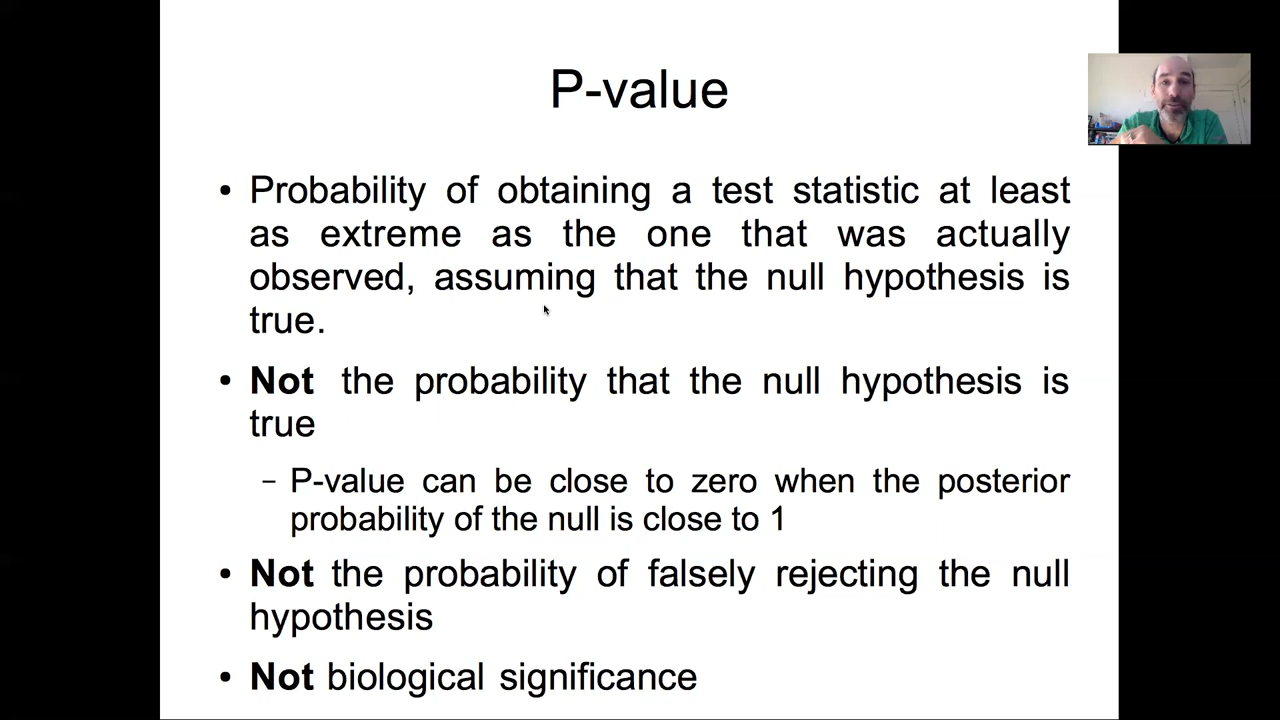 P-value
• Probability of obtaining a test statistic at least
as extreme as the one that was actually
observed, assuming that the null hypothesis is
true.
• Not the probability that the null hypothesis is
true
– P-value can be close to zero when the posterior
probability of the null is close to 1
• Not the probability of falsely rejecting the null
hypothesis
• Not biological significance